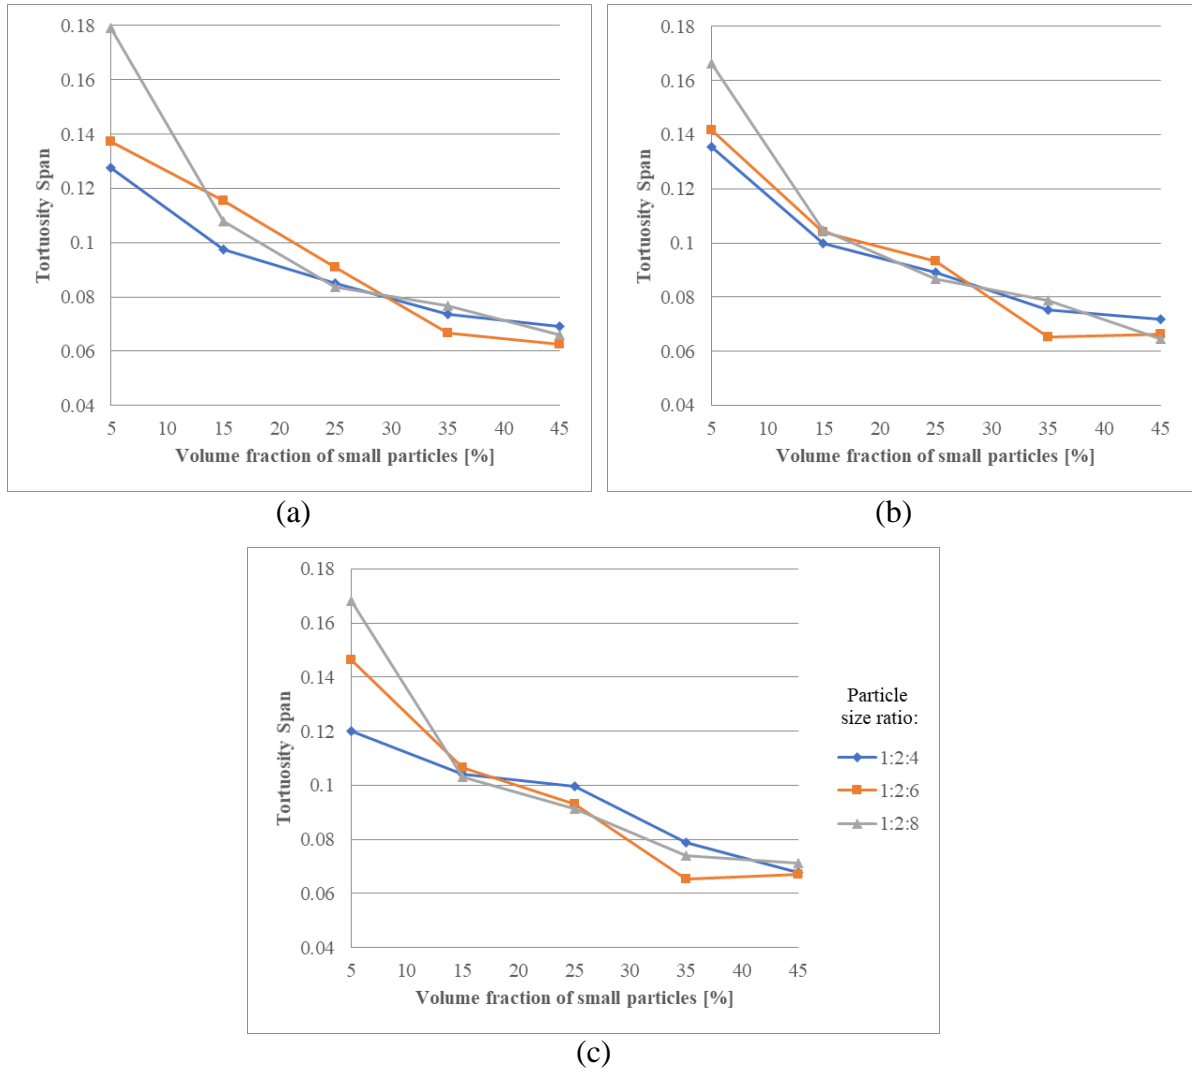 0.18
0.16
0.14
0.12
0.1
0.08
0.06
0.04
Tortuosity Span
5 10 15 20 25 30 35 40 45
Volume fraction of small particles [%]
(a)
0.18
0.16
0.14
0.12
0.1
0.08
0.06
0.04
Tortuosity Span
5 10 15 20 25 30 35 40 45
Volume fraction of small particles [%]
(b)
0.18
0.16
0.14
0.12
0.1
0.08
0.06
0.04
Tortuosity Span
5 10 15 20 25 30 35 40 45
Volume fraction of small particles [%]
Particle
size ratio:
1:2:4
1:2:6
1:2:8
(c)